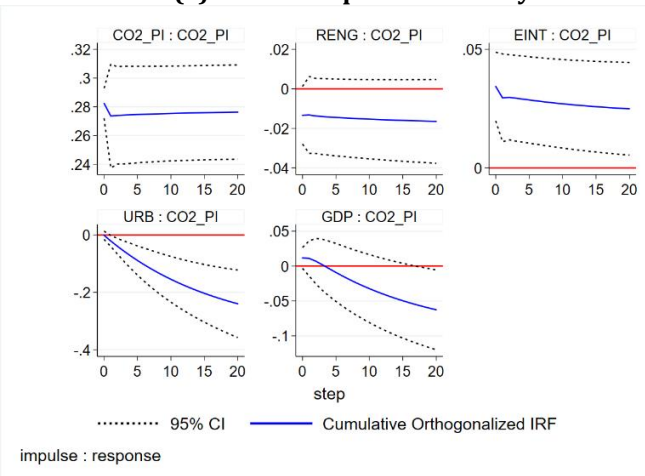 CO2_PI : CO2_PI
RENG : CO2_PI
EINT : CO2_PI
.32
.3
.28
.26
.24
0 5 10 15 20
.02
0
-.02
-.04
0 5 10 15 20
.05
0
0 5 10 15 20
URB : CO2_PI
GDP : CO2_PI
0
-.2
-.4
0 5 10 15 20
.05
0
-.05
-.1
0 5 10 15 20
step
95% CI
Cumulative Orthogonalized IRF
impulse : response